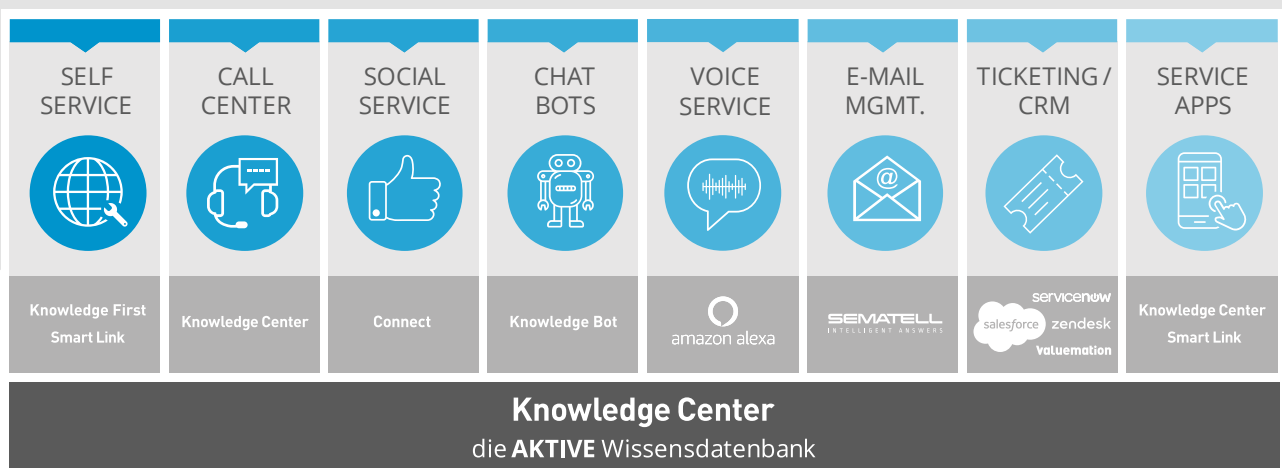 SELF
SERVICE
CALL
CENTER
SOCIAL
SERVICE
CHAT
BOTS
VOICE
SERVICE
E-MAIL
MGMT.
TICKETING /
CRM
SERVICE
APPS
@
Knowledge First
Smart Link
Knowledge Center
Connect
Knowledge Bot
amazon alexa
SEMATELL
INTELLIGENT ANSWERS
servicenow
salesforce
zendesk
valuemation
Knowledge Center
Smart Link
Knowledge Center
die AKTIVE Wissensdatenbank